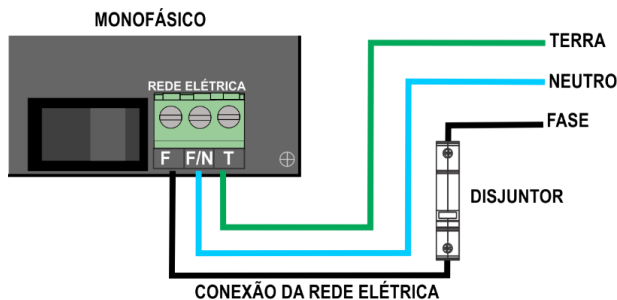 MONOFÁSICO
TERRA
NEUTRO
FASE
REDE ELÉTRICA
F F/N T
DISJUNTOR
CONEXÃO DA REDE ELÉTRICA